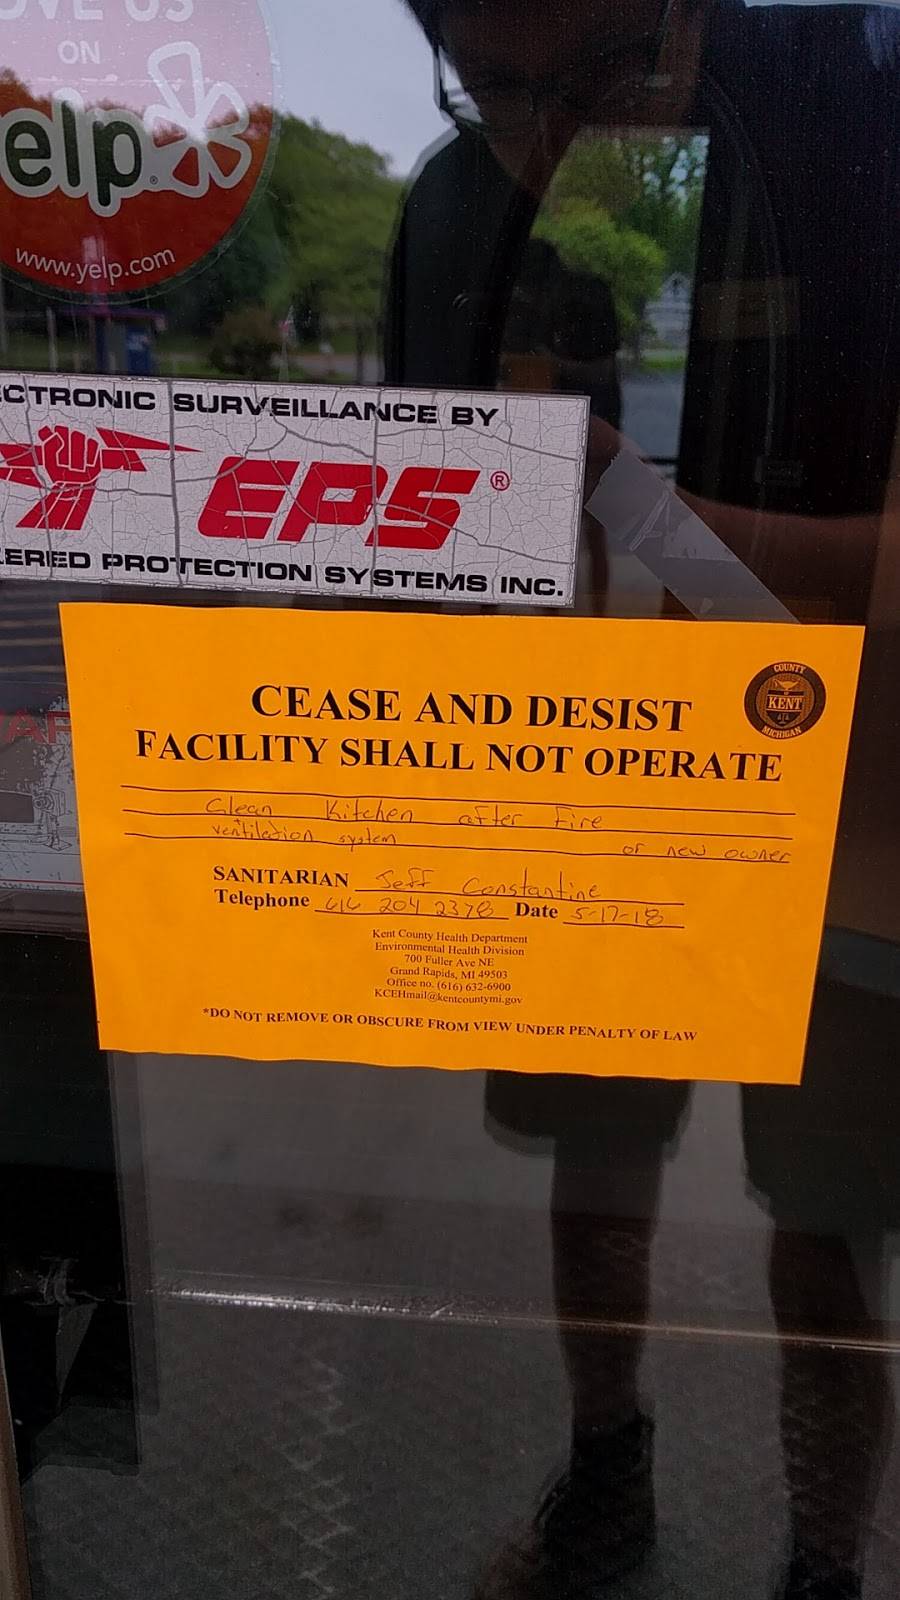 VE US
ON
elp
www.yelp.com
CTRONIC SURVEILLANCE BY
EPS®
ERED PROTECTION SYSTEMS INC.
COUNTY
KENT
MICHIGAN
CEASE AND DESIST
FACILITY SHALL NOT OPERATE
Clean Kitchen after Fire
ventilation system or new owner
SANITARIAN Jeff Constantine
Telephone 616 204 2378 Date 5-17-18
Kent County Health Department
Environmental Health Division
700 Fuller Ave NE
Grand Rapids, MI 49503
Office no. (616) 632-6900
KCEHmail@kentcountymi.gov
*DO NOT REMOVE OR OBSCURE FROM VIEW UNDER PENALTY OF LAW